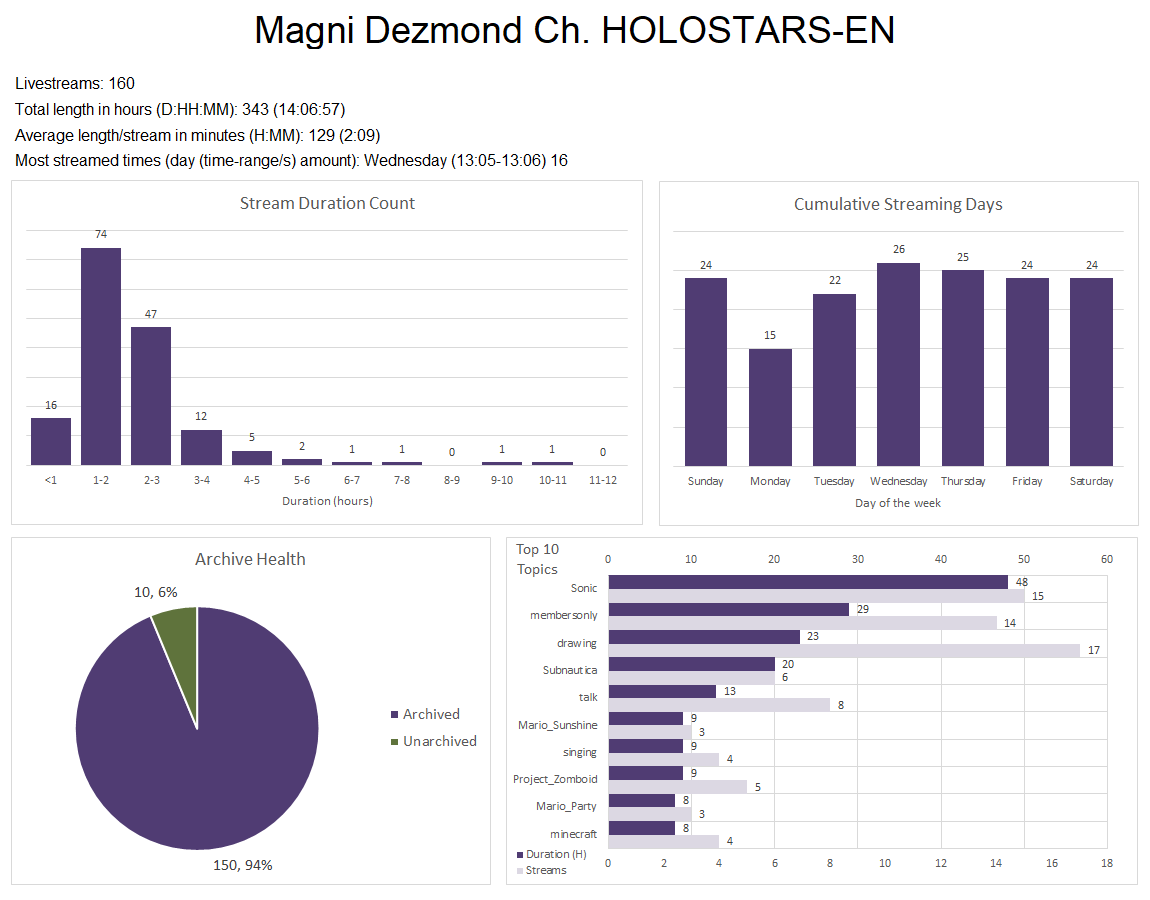 Magni Dezmond Ch. HOLOSTARS-EN
Livestreams: 160
Total length in hours (D:HH:MM): 343 (14:06:57)
Average length/stream in minutes (H:MM): 129 (2:09)
Most streamed times (day (time-range/s) amount): Wednesday (13:05-13:06) 16
Stream Duration Count
16 74 47 12 5 2 1 1 0 1 1 0
<1 1-2 2-3 3-4 4-5 5-6 6-7 7-8 8-9 9-10 10-11 11-12
Duration (hours)
Cumulative Streaming Days
24 15 22 26 25 24 24
Sunday Monday Tuesday Wednesday Thursday Friday Saturday
Day of the week
Archive Health
10, 6%
150, 94%
Archived
Unarchived
Top 10
Topics
0 10 20 30 40 50 60
Sonic 48 15
membersonly 29 14
drawing 23 17
Subnautica 20 6
talk 13 8
Mario_Sunshine 9 3
singing 9 4
Project_Zomboid 9 5
Mario_Party 8 3
minecraft 8 4
Duration (H)
Streams
0 2 4 6 8 10 12 14 16 18